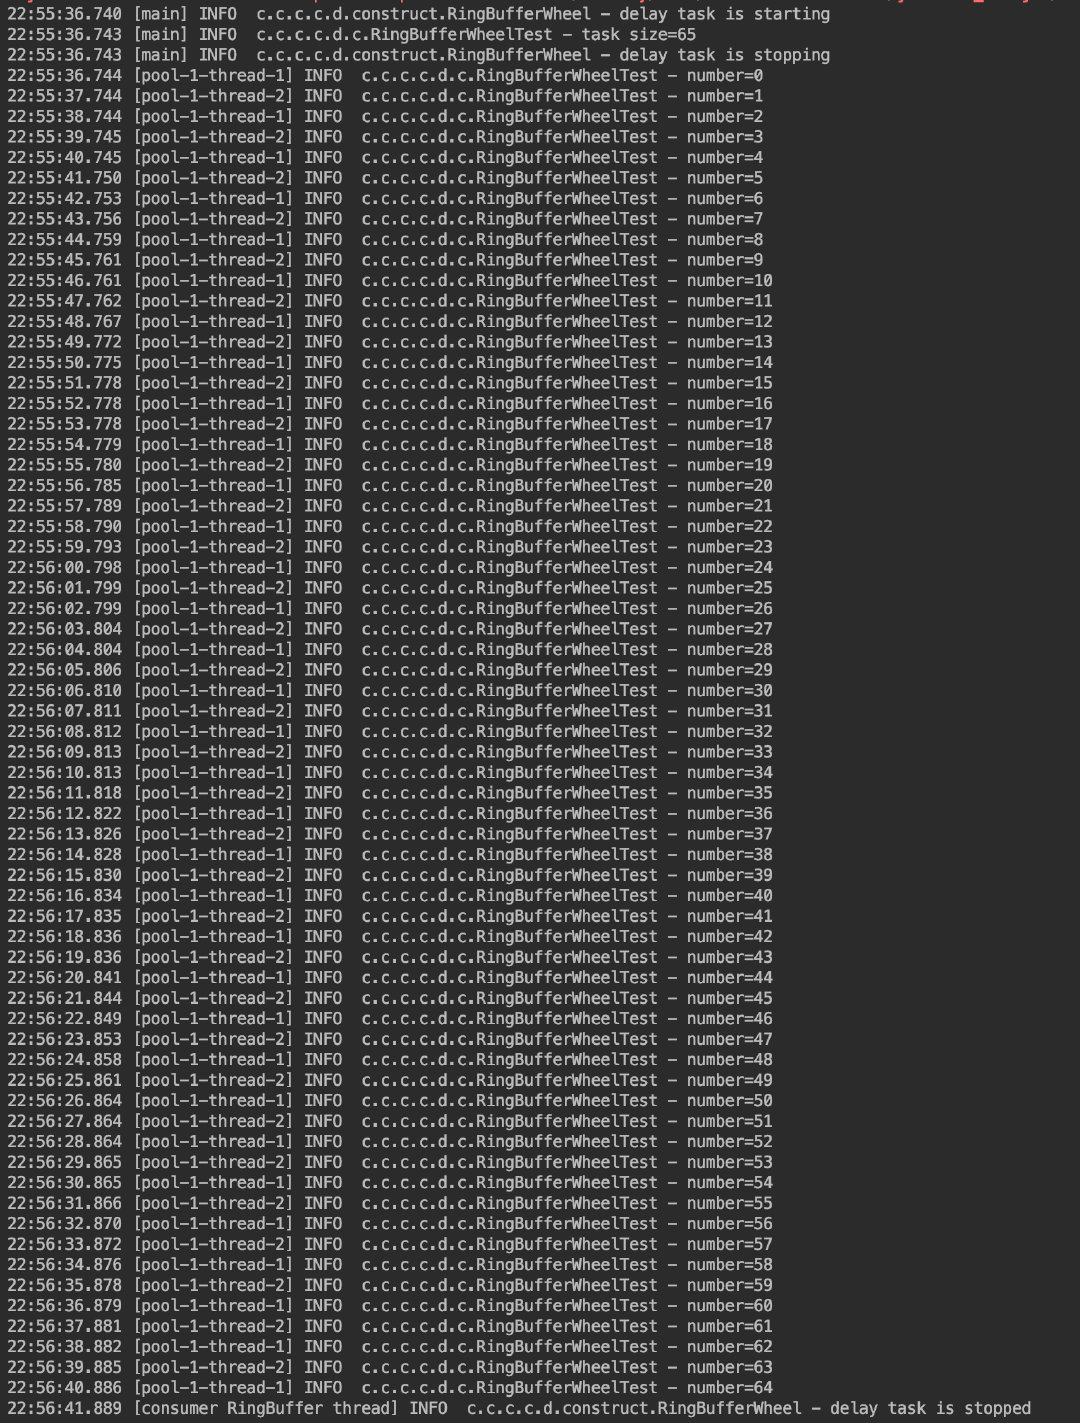 22:55:36.740 [main] INFO  c.c.c.c.d.construct.RingBufferWheel - delay task is starting
22:55:36.743 [main] INFO  c.c.c.c.d.c.RingBufferWheelTest - task size=65
22:55:36.743 [main] INFO  c.c.c.c.d.construct.RingBufferWheel - delay task is stopping
22:55:36.744 [pool-1-thread-1] INFO  c.c.c.c.d.c.RingBufferWheelTest - number=0
22:55:37.744 [pool-1-thread-2] INFO  c.c.c.c.d.c.RingBufferWheelTest - number=1
22:55:38.744 [pool-1-thread-1] INFO  c.c.c.c.d.c.RingBufferWheelTest - number=2
22:55:39.745 [pool-1-thread-2] INFO  c.c.c.c.d.c.RingBufferWheelTest - number=3
22:55:40.745 [pool-1-thread-1] INFO  c.c.c.c.d.c.RingBufferWheelTest - number=4
22:55:41.750 [pool-1-thread-2] INFO  c.c.c.c.d.c.RingBufferWheelTest - number=5
22:55:42.753 [pool-1-thread-1] INFO  c.c.c.c.d.c.RingBufferWheelTest - number=6
22:55:43.756 [pool-1-thread-2] INFO  c.c.c.c.d.c.RingBufferWheelTest - number=7
22:55:44.759 [pool-1-thread-1] INFO  c.c.c.c.d.c.RingBufferWheelTest - number=8
22:55:45.761 [pool-1-thread-2] INFO  c.c.c.c.d.c.RingBufferWheelTest - number=9
22:55:46.761 [pool-1-thread-1] INFO  c.c.c.c.d.c.RingBufferWheelTest - number=10
22:55:47.762 [pool-1-thread-2] INFO  c.c.c.c.d.c.RingBufferWheelTest - number=11
22:55:48.767 [pool-1-thread-1] INFO  c.c.c.c.d.c.RingBufferWheelTest - number=12
22:55:49.772 [pool-1-thread-2] INFO  c.c.c.c.d.c.RingBufferWheelTest - number=13
22:55:50.775 [pool-1-thread-1] INFO  c.c.c.c.d.c.RingBufferWheelTest - number=14
22:55:51.778 [pool-1-thread-2] INFO  c.c.c.c.d.c.RingBufferWheelTest - number=15
22:55:52.778 [pool-1-thread-1] INFO  c.c.c.c.d.c.RingBufferWheelTest - number=16
22:55:53.778 [pool-1-thread-2] INFO  c.c.c.c.d.c.RingBufferWheelTest - number=17
22:55:54.779 [pool-1-thread-1] INFO  c.c.c.c.d.c.RingBufferWheelTest - number=18
22:55:55.780 [pool-1-thread-2] INFO  c.c.c.c.d.c.RingBufferWheelTest - number=19
22:55:56.785 [pool-1-thread-1] INFO  c.c.c.c.d.c.RingBufferWheelTest - number=20
22:55:57.789 [pool-1-thread-2] INFO  c.c.c.c.d.c.RingBufferWheelTest - number=21
22:55:58.790 [pool-1-thread-1] INFO  c.c.c.c.d.c.RingBufferWheelTest - number=22
22:55:59.793 [pool-1-thread-2] INFO  c.c.c.c.d.c.RingBufferWheelTest - number=23
22:56:00.798 [pool-1-thread-1] INFO  c.c.c.c.d.c.RingBufferWheelTest - number=24
22:56:01.799 [pool-1-thread-2] INFO  c.c.c.c.d.c.RingBufferWheelTest - number=25
22:56:02.799 [pool-1-thread-1] INFO  c.c.c.c.d.c.RingBufferWheelTest - number=26
22:56:03.804 [pool-1-thread-2] INFO  c.c.c.c.d.c.RingBufferWheelTest - number=27
22:56:04.804 [pool-1-thread-1] INFO  c.c.c.c.d.c.RingBufferWheelTest - number=28
22:56:05.806 [pool-1-thread-2] INFO  c.c.c.c.d.c.RingBufferWheelTest - number=29
22:56:06.810 [pool-1-thread-1] INFO  c.c.c.c.d.c.RingBufferWheelTest - number=30
22:56:07.811 [pool-1-thread-2] INFO  c.c.c.c.d.c.RingBufferWheelTest - number=31
22:56:08.812 [pool-1-thread-1] INFO  c.c.c.c.d.c.RingBufferWheelTest - number=32
22:56:09.813 [pool-1-thread-2] INFO  c.c.c.c.d.c.RingBufferWheelTest - number=33
22:56:10.813 [pool-1-thread-1] INFO  c.c.c.c.d.c.RingBufferWheelTest - number=34
22:56:11.818 [pool-1-thread-2] INFO  c.c.c.c.d.c.RingBufferWheelTest - number=35
22:56:12.822 [pool-1-thread-1] INFO  c.c.c.c.d.c.RingBufferWheelTest - number=36
22:56:13.826 [pool-1-thread-2] INFO  c.c.c.c.d.c.RingBufferWheelTest - number=37
22:56:14.828 [pool-1-thread-1] INFO  c.c.c.c.d.c.RingBufferWheelTest - number=38
22:56:15.830 [pool-1-thread-2] INFO  c.c.c.c.d.c.RingBufferWheelTest - number=39
22:56:16.834 [pool-1-thread-1] INFO  c.c.c.c.d.c.RingBufferWheelTest - number=40
22:56:17.835 [pool-1-thread-2] INFO  c.c.c.c.d.c.RingBufferWheelTest - number=41
22:56:18.836 [pool-1-thread-1] INFO  c.c.c.c.d.c.RingBufferWheelTest - number=42
22:56:19.836 [pool-1-thread-2] INFO  c.c.c.c.d.c.RingBufferWheelTest - number=43
22:56:20.841 [pool-1-thread-1] INFO  c.c.c.c.d.c.RingBufferWheelTest - number=44
22:56:21.844 [pool-1-thread-2] INFO  c.c.c.c.d.c.RingBufferWheelTest - number=45
22:56:22.849 [pool-1-thread-1] INFO  c.c.c.c.d.c.RingBufferWheelTest - number=46
22:56:23.853 [pool-1-thread-2] INFO  c.c.c.c.d.c.RingBufferWheelTest - number=47
22:56:24.858 [pool-1-thread-1] INFO  c.c.c.c.d.c.RingBufferWheelTest - number=48
22:56:25.861 [pool-1-thread-2] INFO  c.c.c.c.d.c.RingBufferWheelTest - number=49
22:56:26.864 [pool-1-thread-1] INFO  c.c.c.c.d.c.RingBufferWheelTest - number=50
22:56:27.864 [pool-1-thread-2] INFO  c.c.c.c.d.c.RingBufferWheelTest - number=51
22:56:28.864 [pool-1-thread-1] INFO  c.c.c.c.d.c.RingBufferWheelTest - number=52
22:56:29.865 [pool-1-thread-2] INFO  c.c.c.c.d.c.RingBufferWheelTest - number=53
22:56:30.865 [pool-1-thread-1] INFO  c.c.c.c.d.c.RingBufferWheelTest - number=54
22:56:31.866 [pool-1-thread-2] INFO  c.c.c.c.d.c.RingBufferWheelTest - number=55
22:56:32.870 [pool-1-thread-1] INFO  c.c.c.c.d.c.RingBufferWheelTest - number=56
22:56:33.872 [pool-1-thread-2] INFO  c.c.c.c.d.c.RingBufferWheelTest - number=57
22:56:34.876 [pool-1-thread-1] INFO  c.c.c.c.d.c.RingBufferWheelTest - number=58
22:56:35.878 [pool-1-thread-2] INFO  c.c.c.c.d.c.RingBufferWheelTest - number=59
22:56:36.879 [pool-1-thread-1] INFO  c.c.c.c.d.c.RingBufferWheelTest - number=60
22:56:37.881 [pool-1-thread-2] INFO  c.c.c.c.d.c.RingBufferWheelTest - number=61
22:56:38.882 [pool-1-thread-1] INFO  c.c.c.c.d.c.RingBufferWheelTest - number=62
22:56:39.885 [pool-1-thread-2] INFO  c.c.c.c.d.c.RingBufferWheelTest - number=63
22:56:40.886 [pool-1-thread-1] INFO  c.c.c.c.d.c.RingBufferWheelTest - number=64
22:56:41.889 [consumer RingBuffer thread] INFO  c.c.c.c.d.construct.RingBufferWheel - delay task is stopped